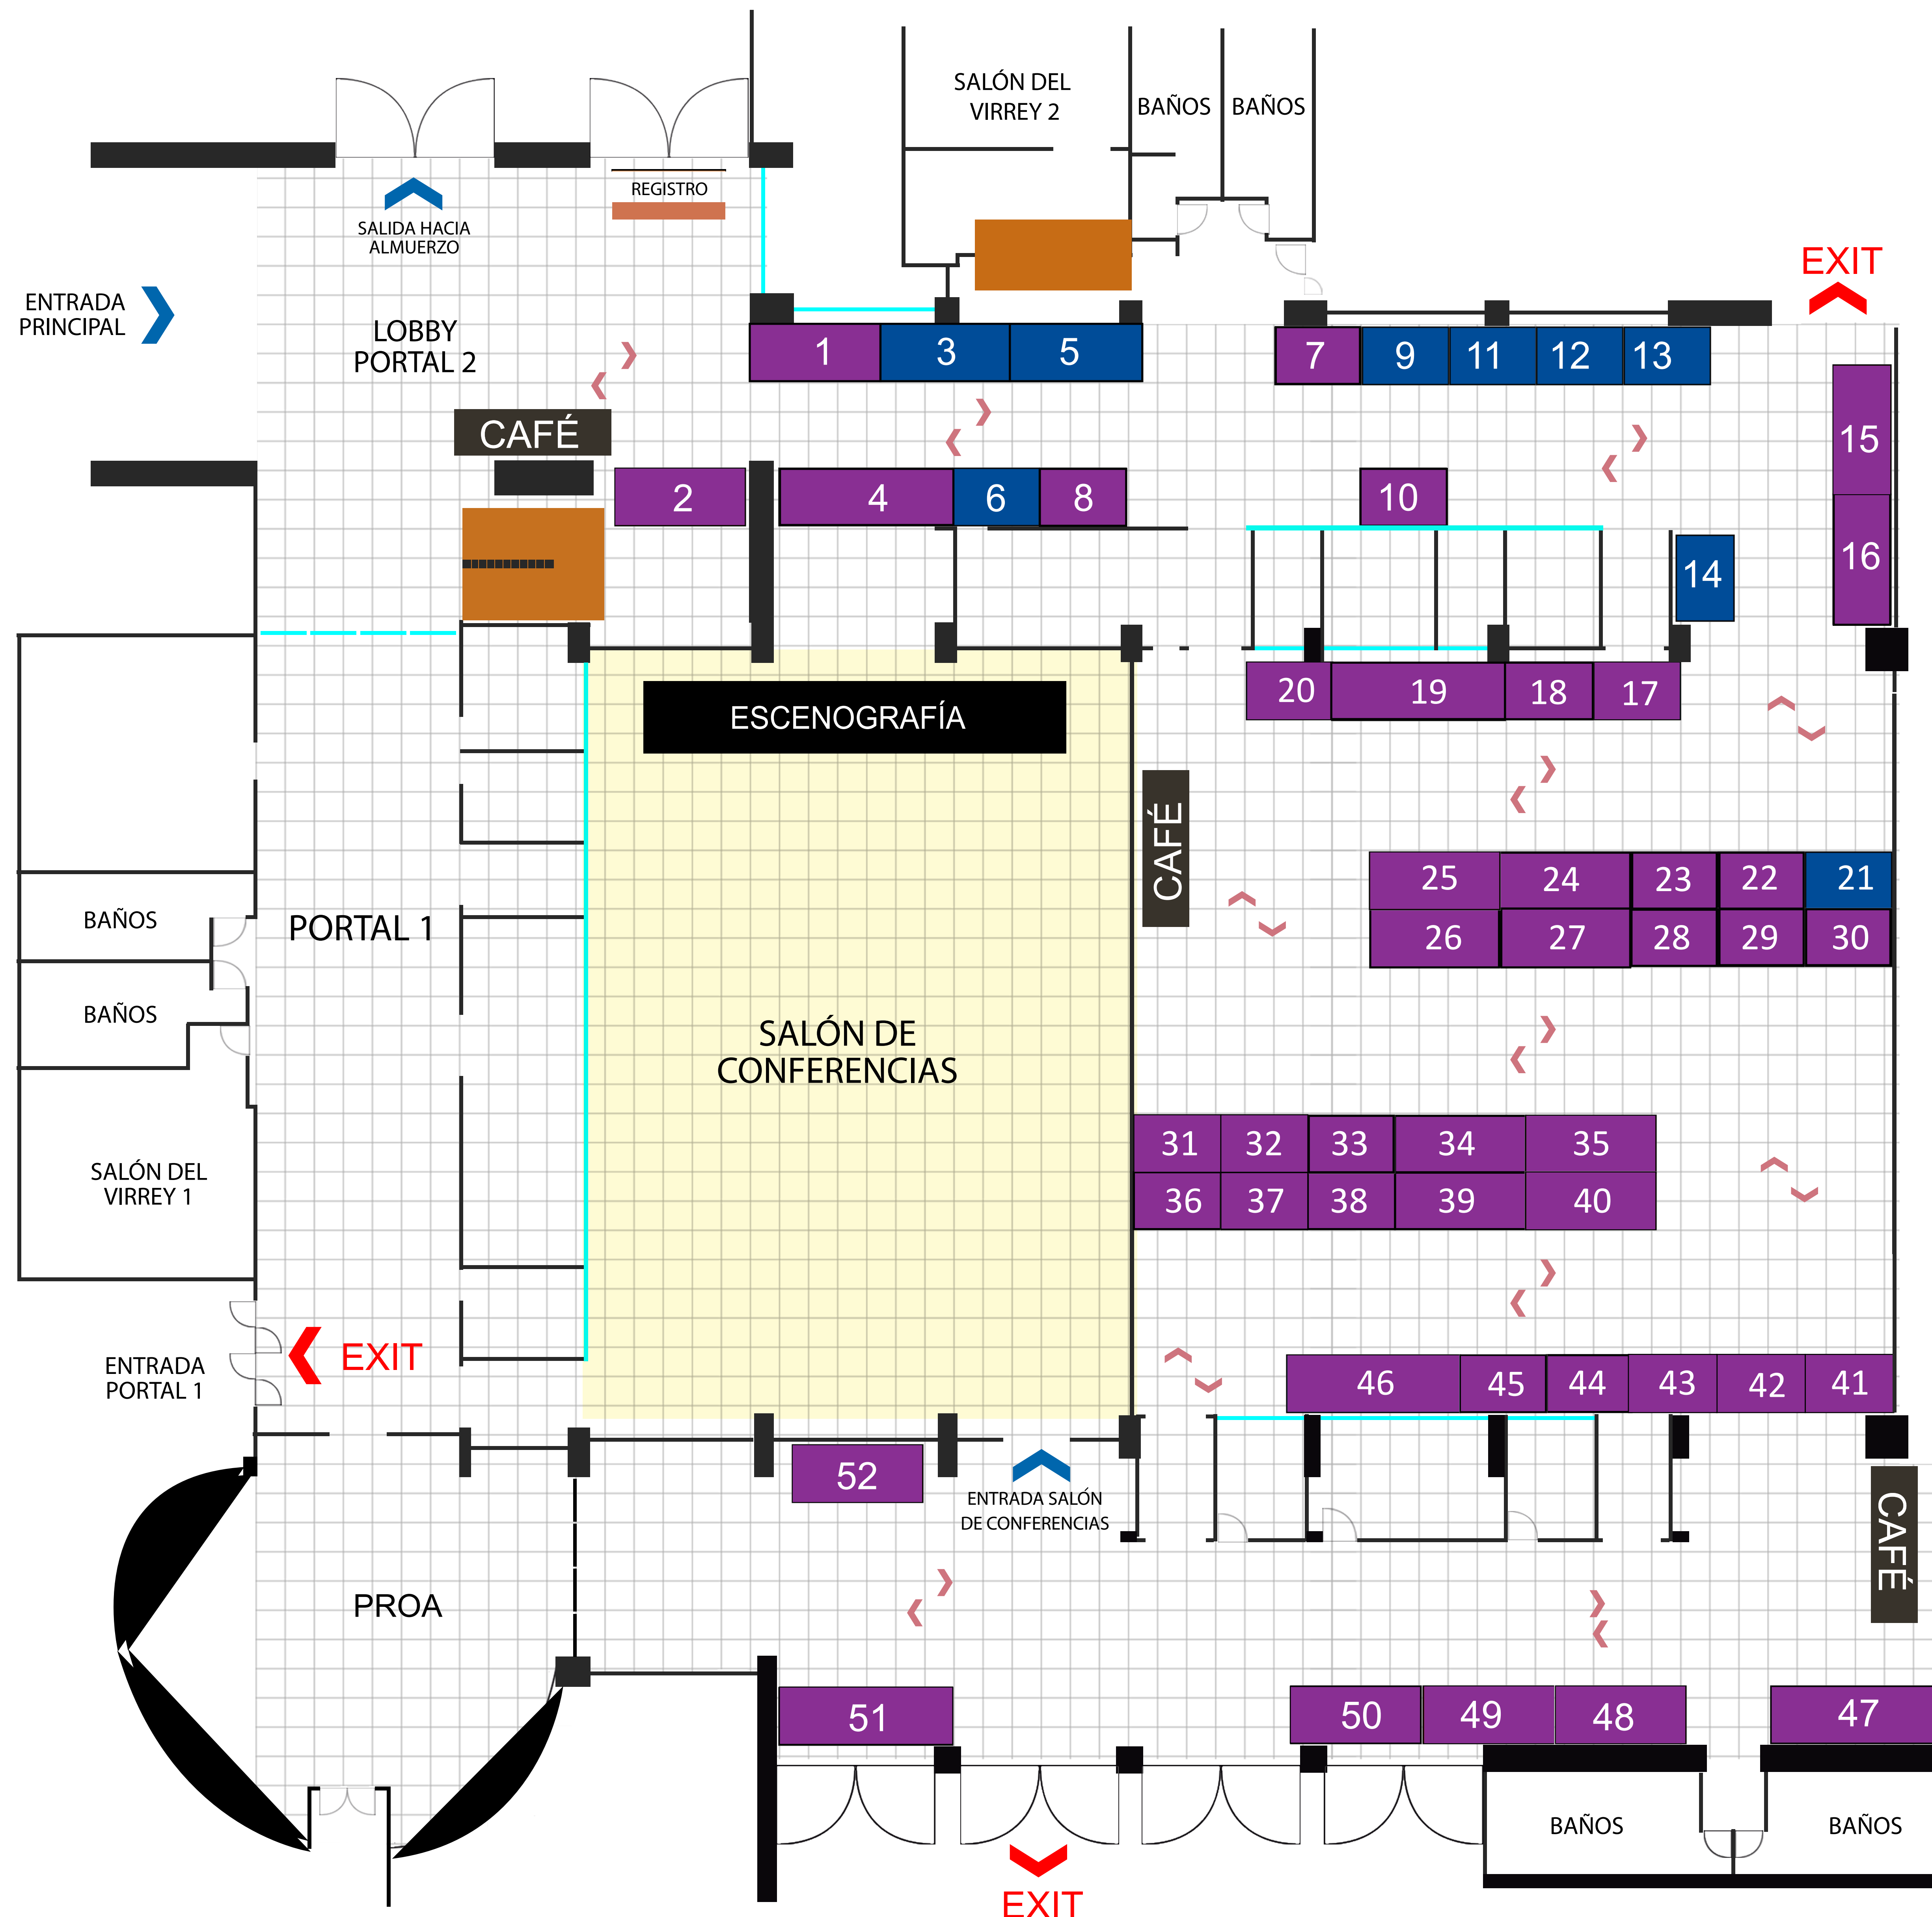 SALÓN DEL
VIRREY 2
BAÑOS
BAÑOS
REGISTRO
SALIDA HACIA
ALMUERZO
EXIT
ENTRADA
PRINCIPAL
LOBBY
PORTAL 2
1
3
5
7
9
11
12
13
CAFÉ
15
2
4
6
8
10
16
14
20
19
18
17
ESCENOGRAFÍA
CAFÉ
25
24
23
22
21
26
27
28
29
30
BAÑOS
PORTAL 1
BAÑOS
SALÓN DE
CONFERENCIAS
31
32
33
34
35
36
37
38
39
40
SALÓN DEL
VIRREY 1
EXIT
ENTRADA
PORTAL 1
46
45
44
43
42
41
52
ENTRADA SALÓN
DE CONFERENCIAS
CAFÉ
PROA
51
50
49
48
47
BAÑOS
BAÑOS
EXIT